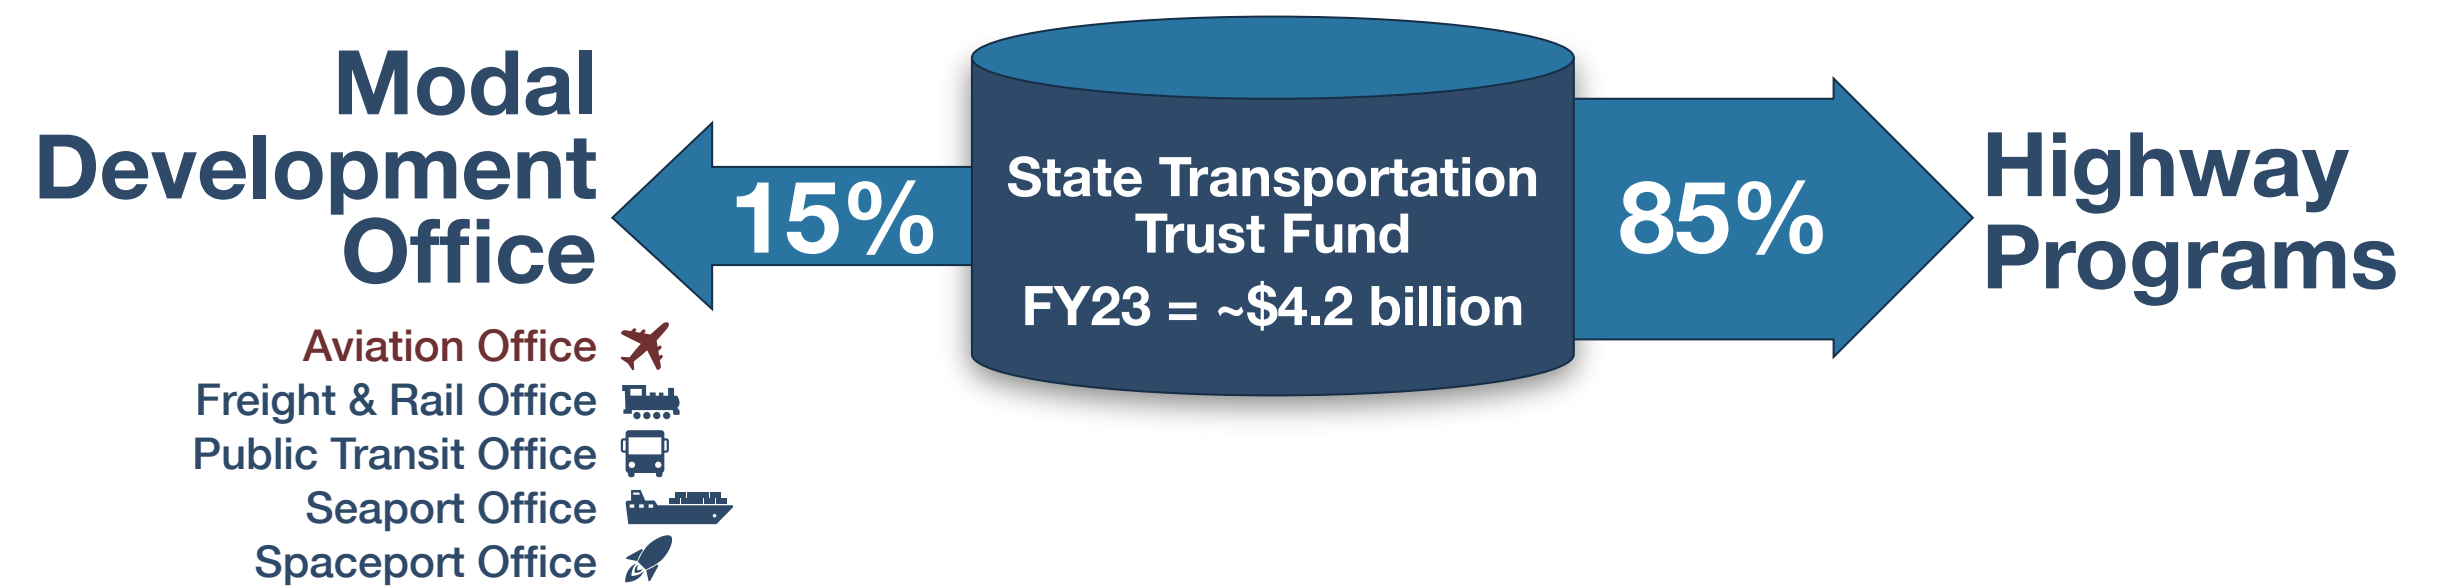 Modal
Development
Office
Aviation Office
Freight & Rail Office
Public Transit Office
Seaport Office
Spaceport Office
15%
State Transportation
Trust Fund
FY23 = ~$4.2 billion
85%
Highway
Programs